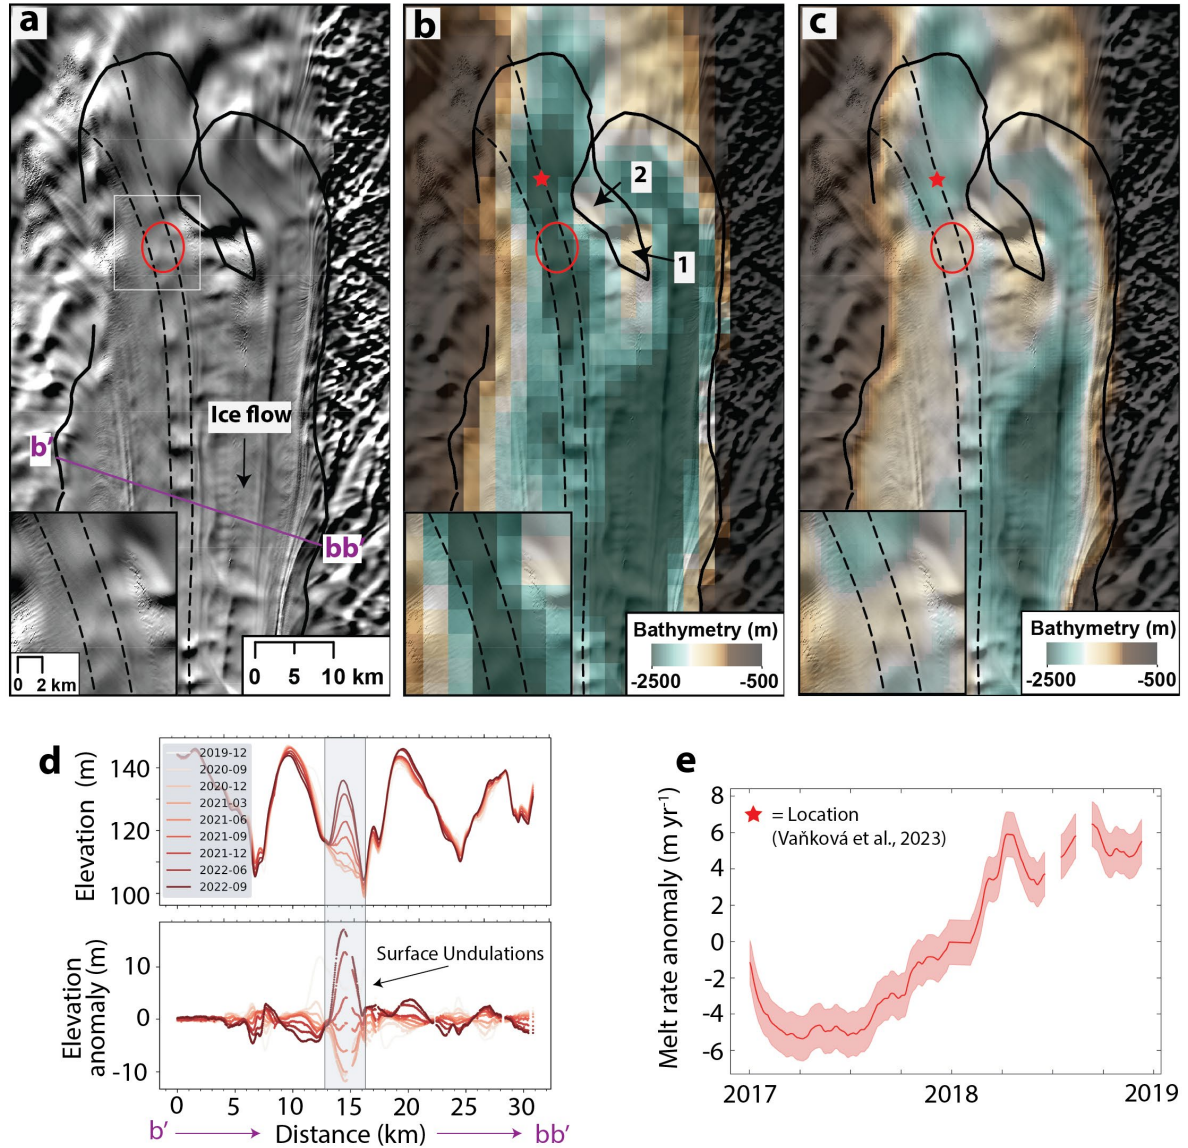 a
b
c
2
1
Ice flow
b′
bb′
0 2 km
0 5 10 km
Bathymetry (m)
-2500 -500
Bathymetry (m)
-2500 -500
d
Elevation (m)
140
120
100
2019-12
2020-09
2020-12
2021-03
2021-06
2021-09
2021-12
2022-06
2022-09
Elevation
anomaly (m)
10
0
-10
Surface Undulations
0 5 10 15 20 25 30
b′ Distance (km) bb′
e
Melt rate anomaly (m yr⁻¹)
8
6
4
2
0
-2
-4
-6
= Location
(Vaňková et al., 2023)
2017 2018 2019